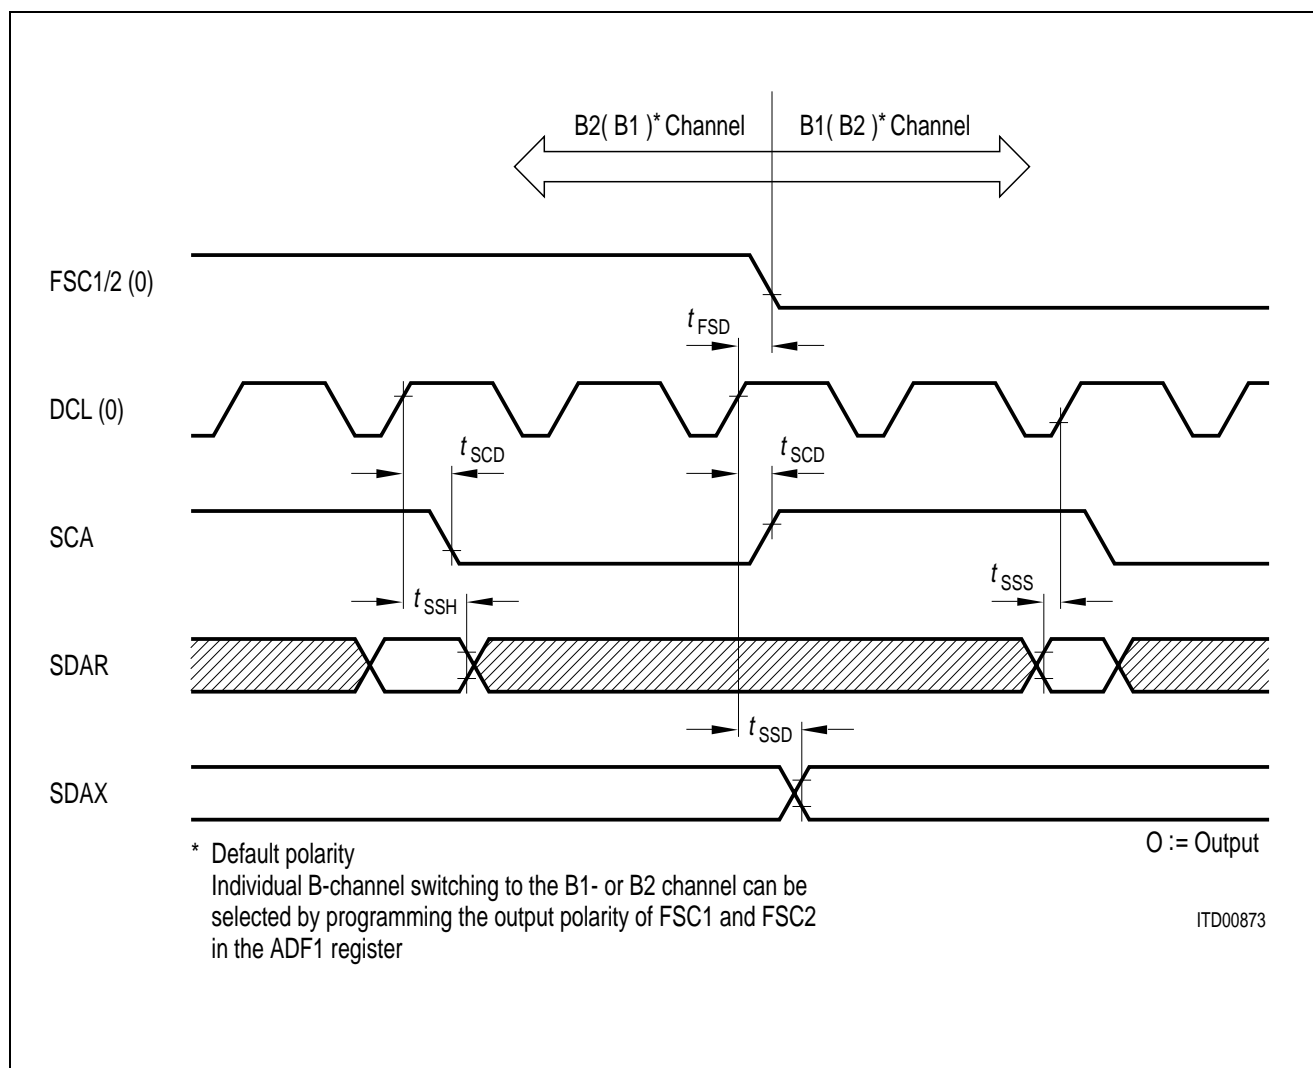 B2( B1 )* Channel B1( B2 )* Channel
FSC1/2 (0)
t FSD
DCL (0)
t SCD t SCD
SCA
t SSH t SSS
SDAR
t SSD
SDAX
O := Output
* Default polarity
Individual B-channel switching to the B1- or B2 channel can be
selected by programming the output polarity of FSC1 and FSC2
in the ADF1 register
ITD00873